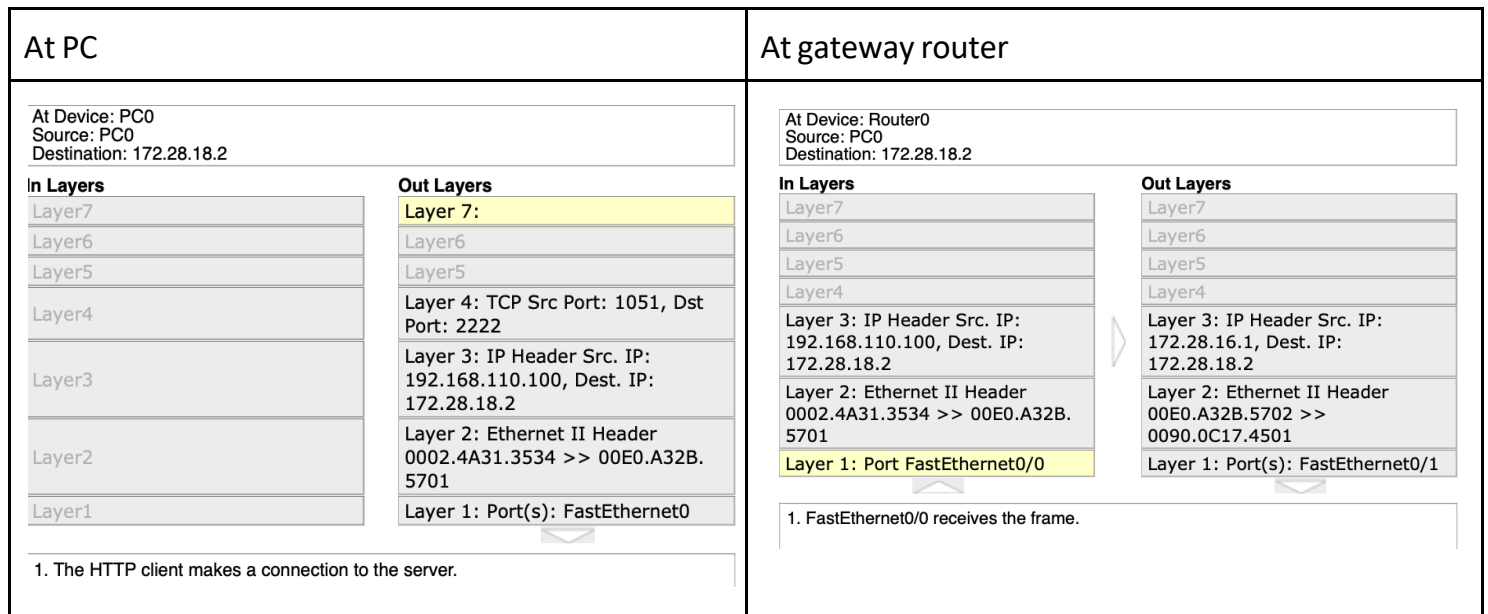 At PC
At Device: PC0
Source: PC0
Destination: 172.28.18.2
In Layers
Out Layers
Layer7
Layer 7:
Layer6
Layer6
Layer5
Layer5
Layer4
Layer 4: TCP Src Port: 1051, Dst
Port: 2222
Layer3
Layer 3: IP Header Src. IP:
192.168.110.100, Dest. IP:
172.28.18.2
Layer2
Layer 2: Ethernet II Header
0002.4A31.3534 >> 00E0.A32B.
5701
Layer1
Layer 1: Port(s): FastEthernet0
1. The HTTP client makes a connection to the server.
At gateway router
At Device: Router0
Source: PC0
Destination: 172.28.18.2
In Layers
Out Layers
Layer7
Layer7
Layer6
Layer6
Layer5
Layer5
Layer4
Layer4
Layer 3: IP Header Src. IP:
192.168.110.100, Dest. IP:
172.28.18.2
Layer 3: IP Header Src. IP:
172.28.16.1, Dest. IP:
172.28.18.2
Layer 2: Ethernet II Header
0002.4A31.3534 >> 00E0.A32B.
5701
Layer 2: Ethernet II Header
00E0.A32B.5702 >>
0090.0C17.4501
Layer 1: Port FastEthernet0/0
Layer 1: Port(s): FastEthernet0/1
1. FastEthernet0/0 receives the frame.